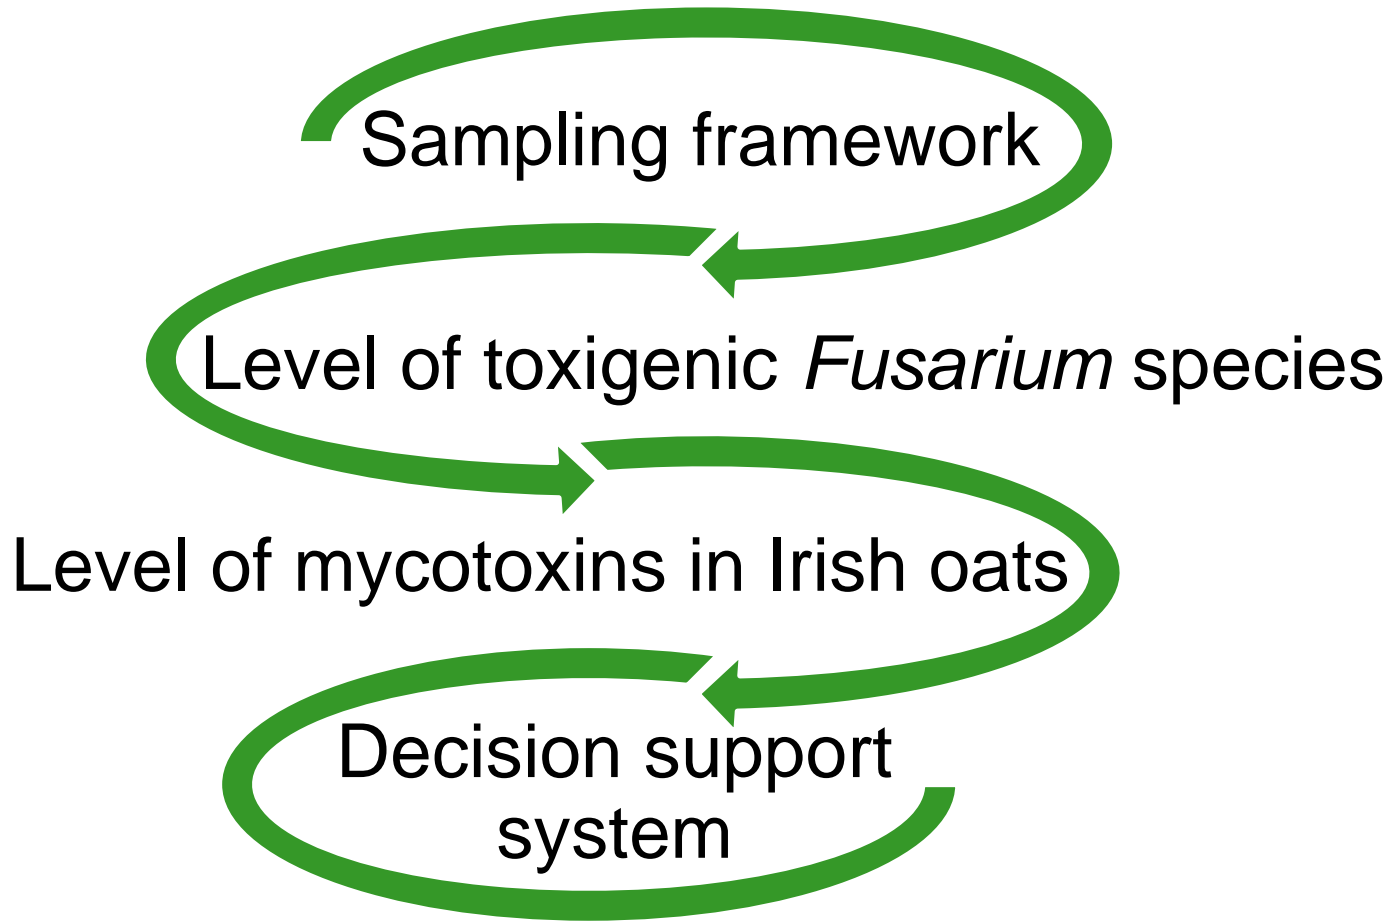 Sampling framework
Level of toxigenic Fusarium species
Level of mycotoxins in Irish oats
Decision support
system